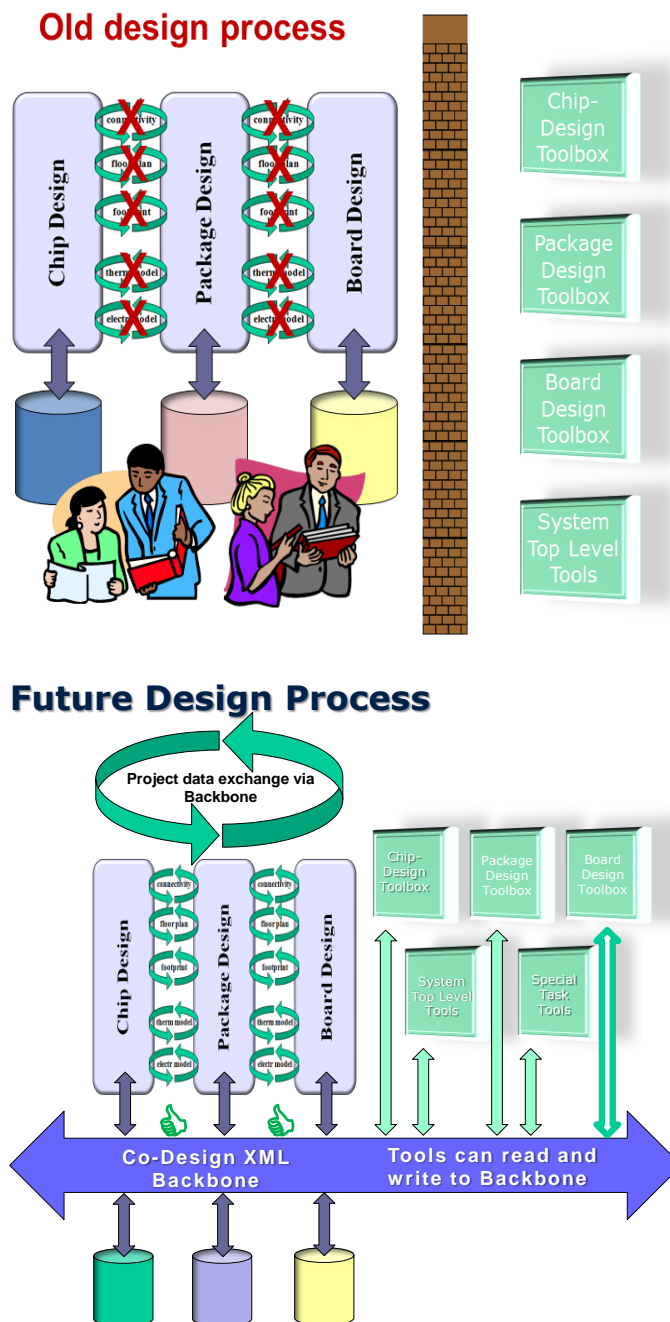 Old design process
Chip Design
connectivity
floor plan
footprint
therm model
electr model
Package Design
connectivity
floor plan
footprint
therm model
electr model
Board Design
Chip-
Design
Toolbox
Package
Design
Toolbox
Board
Design
Toolbox
System
Top Level
Tools
Future Design Process
Project data exchange via
Backbone
Chip Design
connectivity
floor plan
footprint
therm model
electr model
Package Design
connectivity
floor plan
footprint
therm model
electr model
Board Design
Chip-
Design
Toolbox
Package
Design
Toolbox
Board
Design
Toolbox
System
Top Level
Tools
Special
Task
Tools
Co-Design XML
Backbone
Tools can read and
write to Backbone